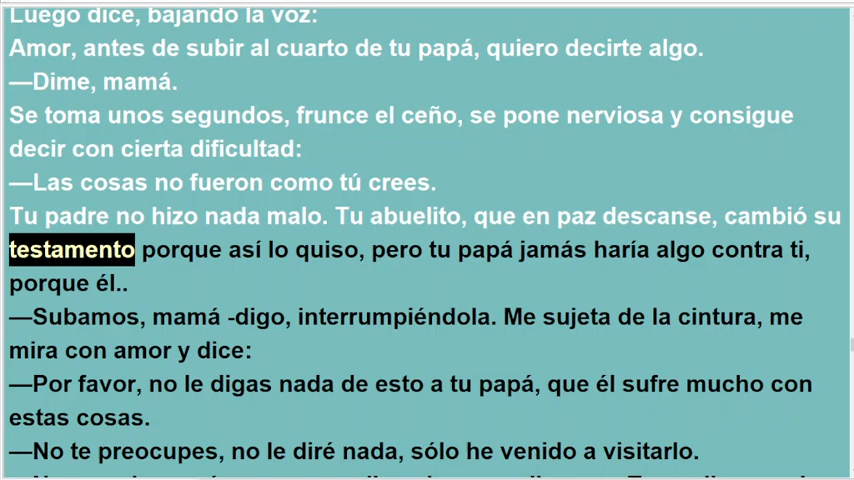 Luego dice, bajando la voz:
Amor, antes de subir al cuarto de tu papá, quiero decirte algo.
—Dime, mamá.
Se toma unos segundos, frunce el ceño, se pone nerviosa y consigue
decir con cierta dificultad:
—Las cosas no fueron como tú crees.
Tu padre no hizo nada malo. Tu abuelito, que en paz descanse, cambió su
testamento porque así lo quiso, pero tu papá jamás haría algo contra ti,
porque él..
—Subamos, mamá -digo, interrumpiéndola. Me sujeta de la cintura, me
mira con amor y dice:
—Por favor, no le digas nada de esto a tu papá, que él sufre mucho con
estas cosas.
—No te preocupes, no le diré nada, sólo he venido a visitarlo.